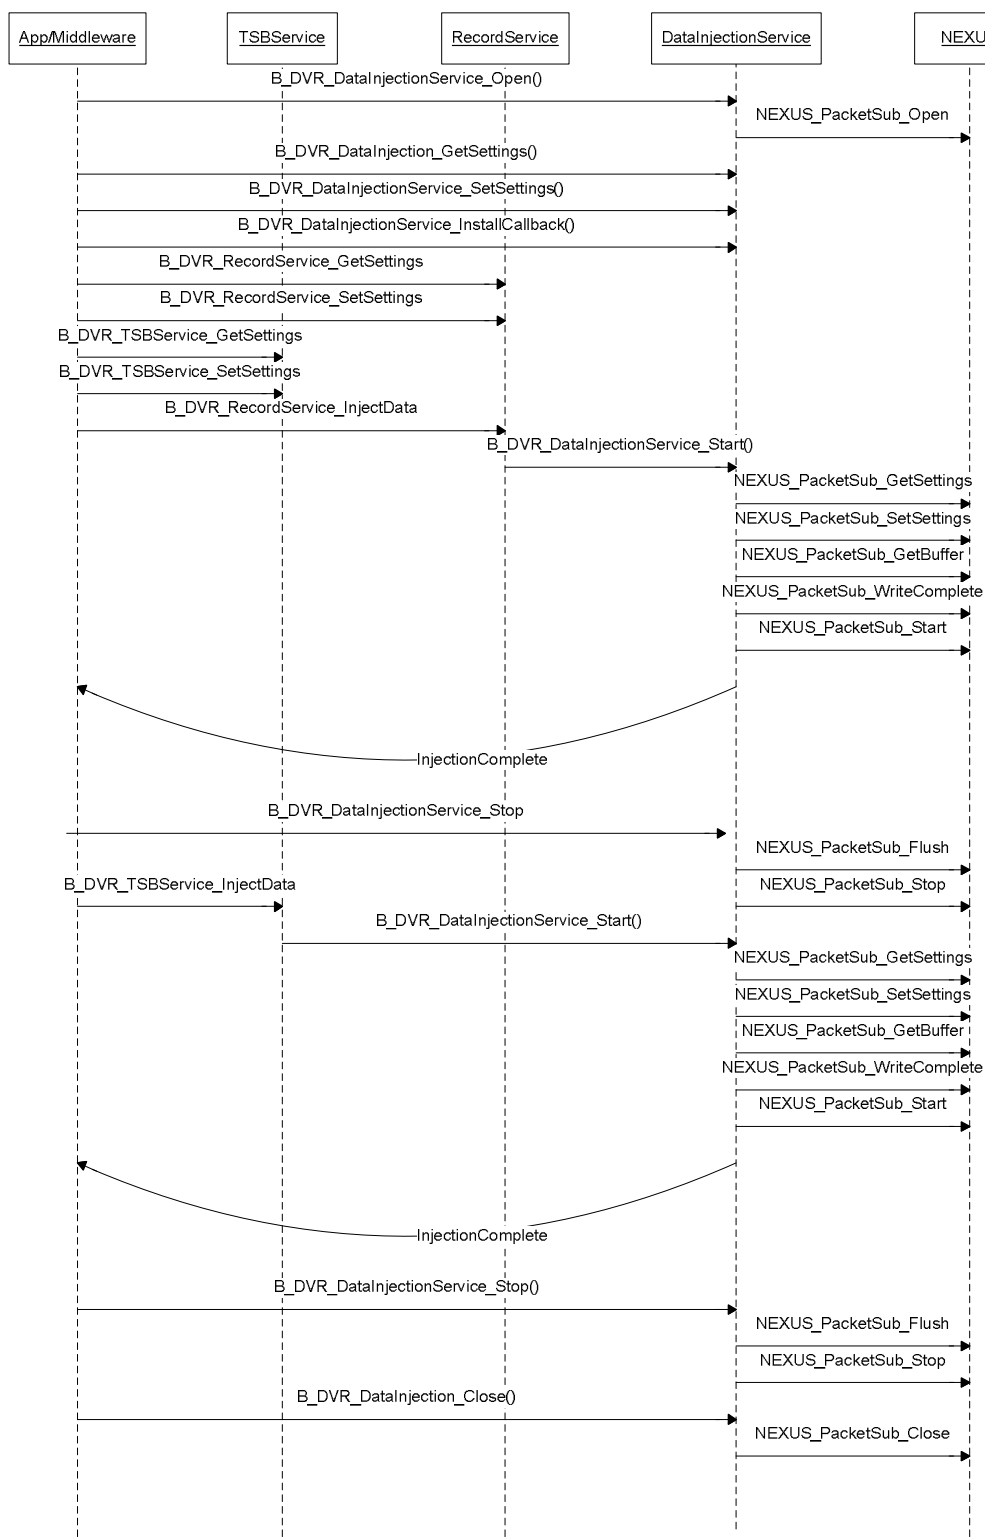 App/Middleware
TSBService
RecordService
DataInjectionService
NEXU
B_DVR_DataInjectionService_Open()
NEXUS_PacketSub_Open
B_DVR_DataInjection_GetSettings()
B_DVR_DataInjectionService_SetSettings()
B_DVR_DataInjectionService_InstallCallback()
B_DVR_RecordService_GetSettings
B_DVR_RecordService_SetSettings
B_DVR_TSBService_GetSettings
B_DVR_TSBService_SetSettings
B_DVR_RecordService_InjectData
B_DVR_DataInjectionService_Start()
NEXUS_PacketSub_GetSettings
NEXUS_PacketSub_SetSettings
NEXUS_PacketSub_GetBuffer
NEXUS_PacketSub_WriteComplete
NEXUS_PacketSub_Start
InjectionComplete
B_DVR_DataInjectionService_Stop
NEXUS_PacketSub_Flush
B_DVR_TSBService_InjectData
NEXUS_PacketSub_Stop
B_DVR_DataInjectionService_Start()
NEXUS_PacketSub_GetSettings
NEXUS_PacketSub_SetSettings
NEXUS_PacketSub_GetBuffer
NEXUS_PacketSub_WriteComplete
NEXUS_PacketSub_Start
InjectionComplete
B_DVR_DataInjectionService_Stop()
NEXUS_PacketSub_Flush
NEXUS_PacketSub_Stop
B_DVR_DataInjection_Close()
NEXUS_PacketSub_Close